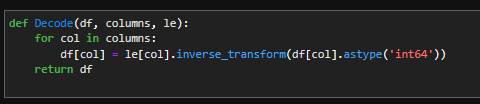 def Decode(df, columns, le):
    for col in columns:
        df[col] = le[col].inverse_transform(df[col].astype('int64'))
    return df